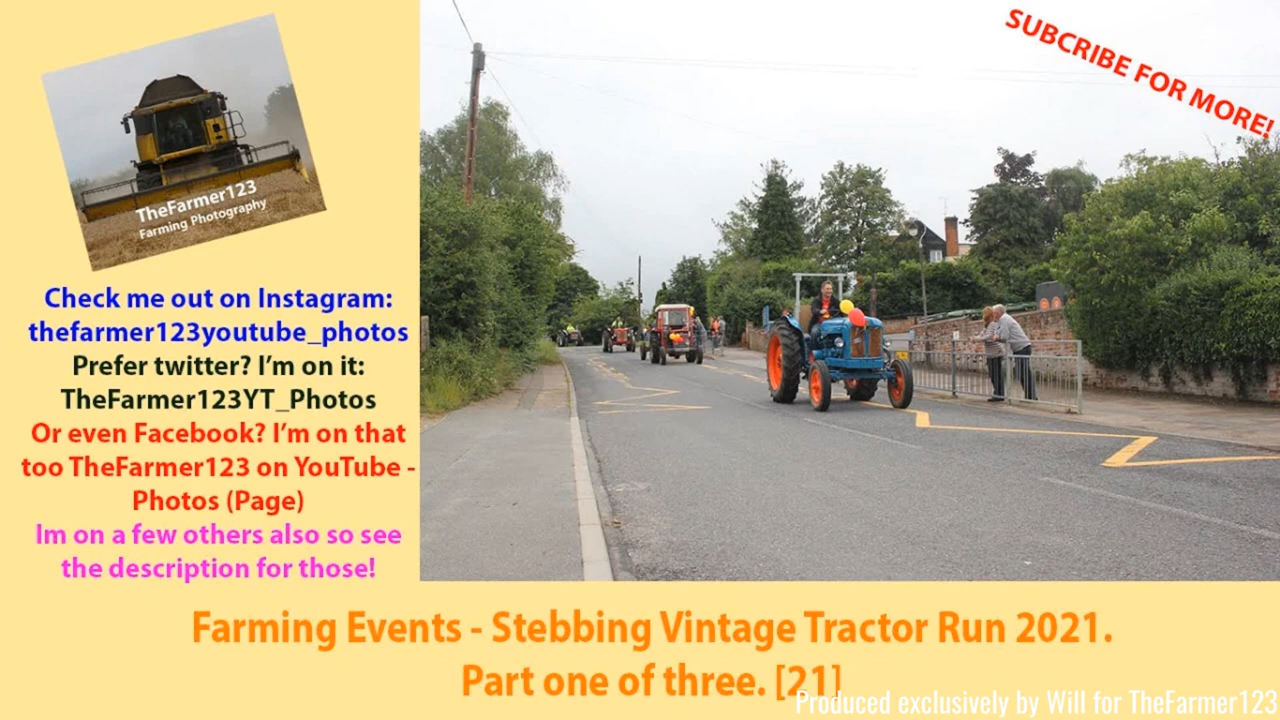 SUBCRIBE FOR MORE!
TheFarmer123
Farming Photography
Check me out on Instagram:
thefarmer123youtube_photos
Prefer twitter? I'm on it:
TheFarmer123YT_Photos
Or even Facebook? I'm on that
too TheFarmer123 on YouTube -
Photos (Page)
Im on a few others also so see
the description for those!
Farming Events - Stebbing Vintage Tractor Run 2021.
Part one of three. [21]
Produced exclusively by Will for TheFarmer123